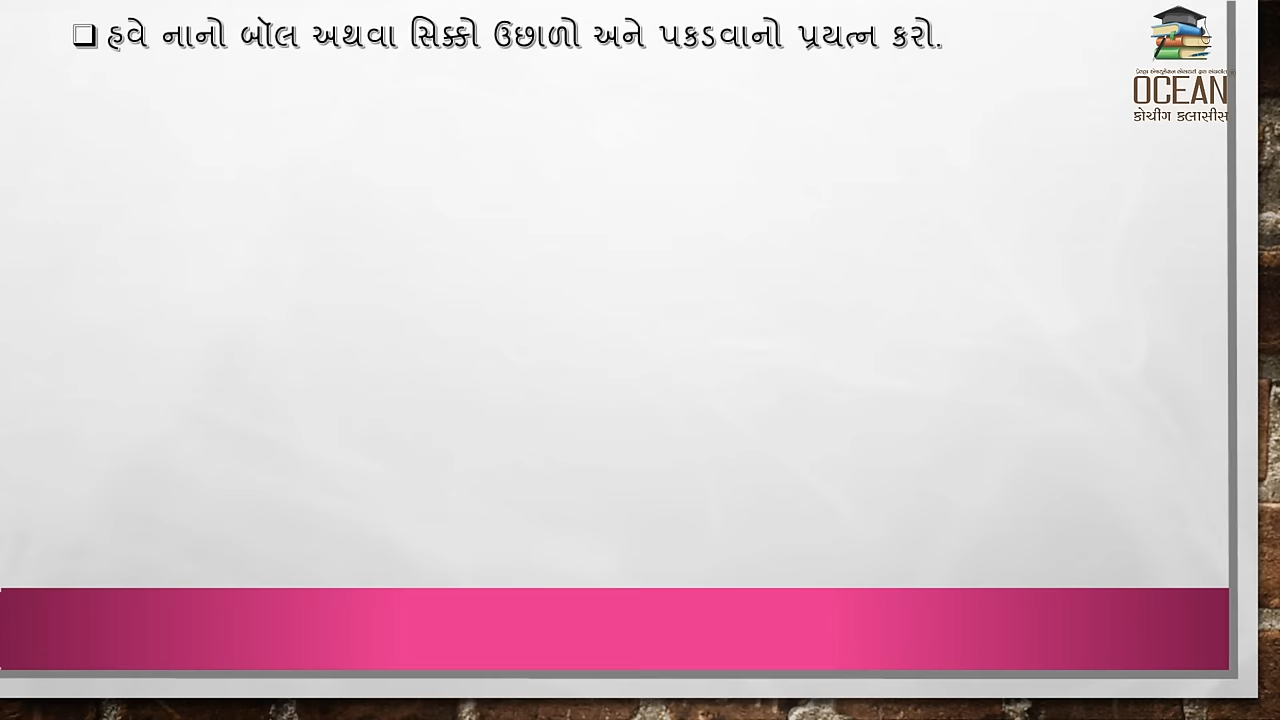 ❑ હવે નાનો બૉલ અથવા સિક્કો ઉછાળો અને પકડવાનો પ્રયત્ન કરો.
OCEAN
કોચીંગ કલાસીસ